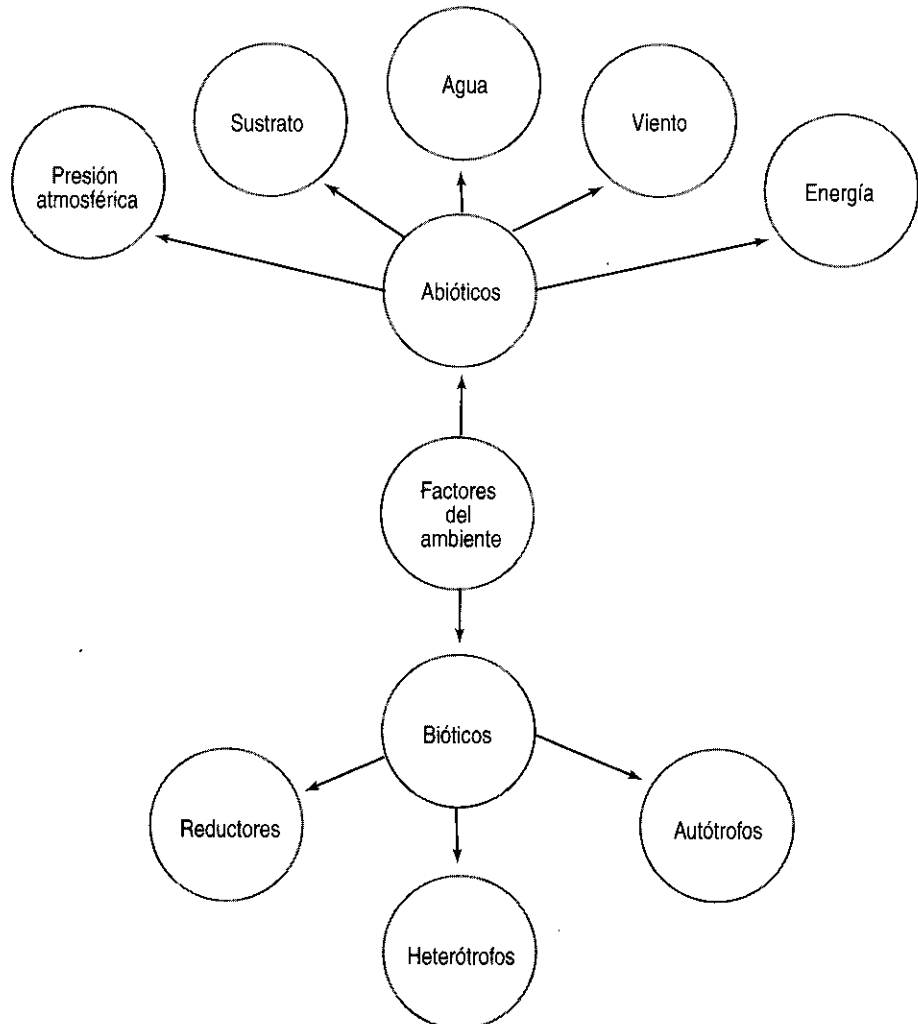 Agua
Sustrato
Viento
Presión
atmosférica
Energía
Abióticos
Factores
del
ambiente
Bióticos
Reductores
Autótrofos
Heterótrofos